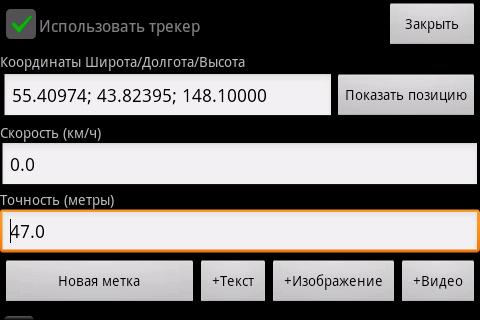 Использовать трекер
Закрыть
Координаты Широта/Долгота/Высота
55.40974; 43.82395; 148.10000
Показать позицию
Скорость (км/ч)
0.0
Точность (метры)
47.0
Новая метка
+Текст
+Изображение
+Видео